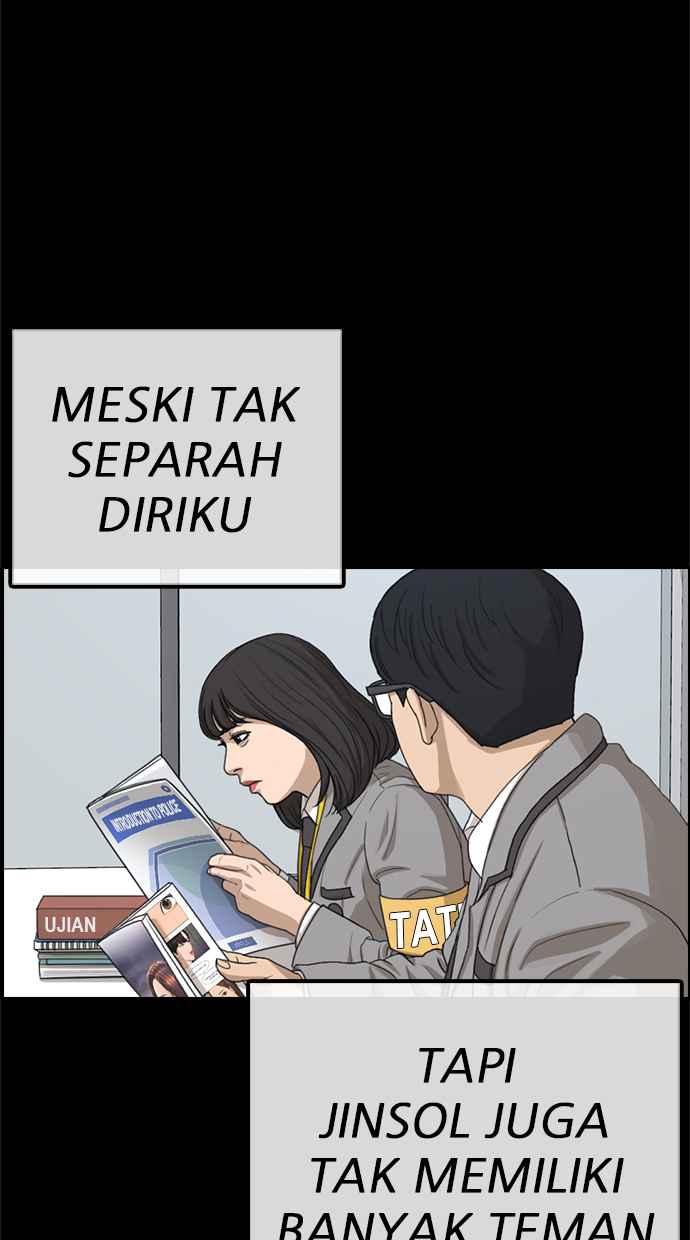 MESKI TAK
SEPARAH
DIRIKU
INTRODUCTION TO POLICE
UJIAN
TAT
TAPI
JINSOL JUGA
TAK MEMILIKI
BANYAK TEMAN